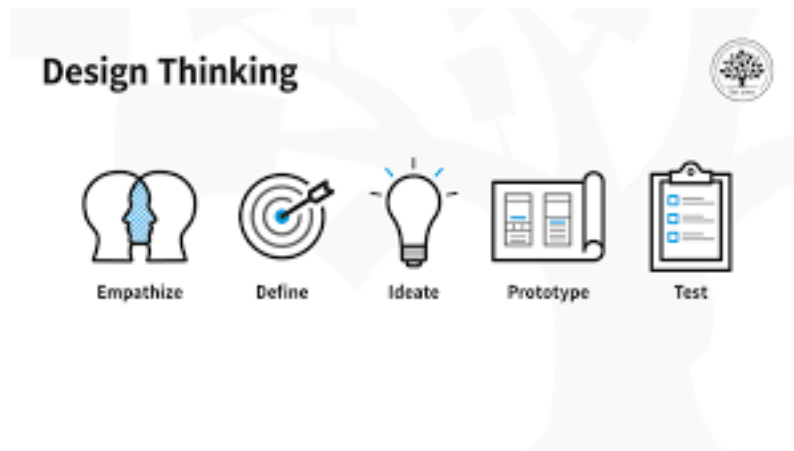 Design Thinking
Empathize
Define
Ideate
Prototype
Test